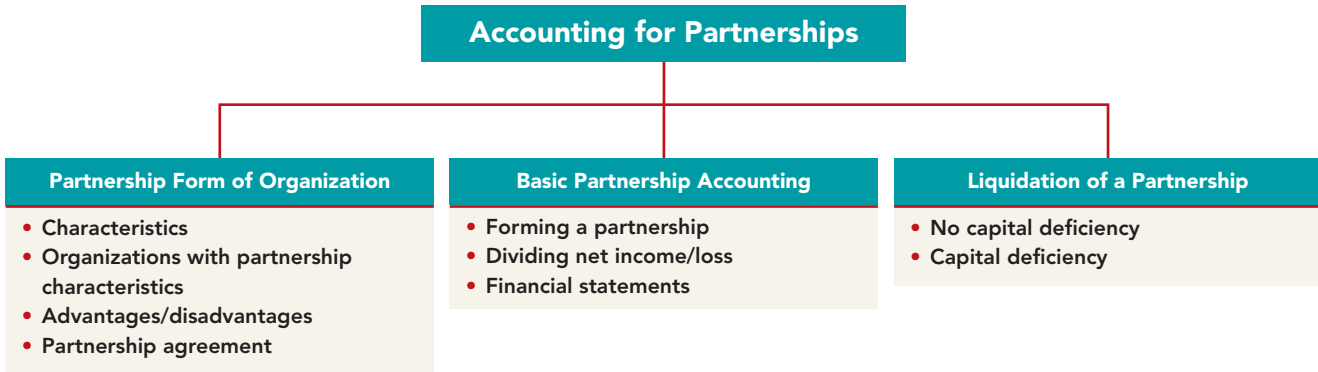 Accounting for Partnerships
Partnership Form of Organization
• Characteristics
• Organizations with partnership
characteristics
• Advantages/disadvantages
• Partnership agreement
Basic Partnership Accounting
• Forming a partnership
• Dividing net income/loss
• Financial statements
Liquidation of a Partnership
• No capital deficiency
• Capital deficiency